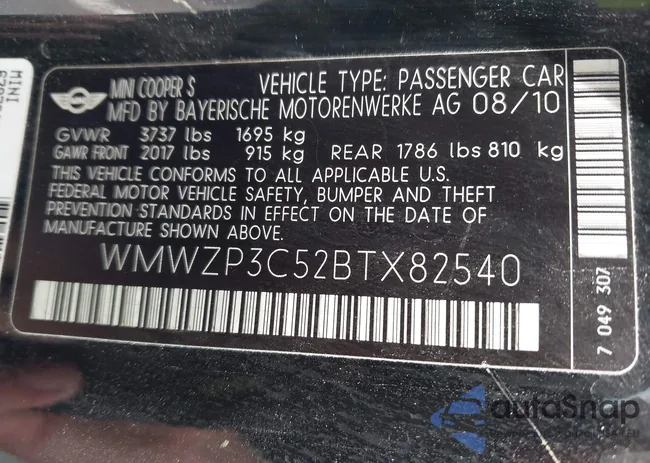 MINI COOPER S VEHICLE TYPE: PASSENGER CAR
MFD BY BAYERISCHE MOTORENWERKE AG 08/10
GVWR 3737 lbs 1695 kg
GAWR FRONT 2017 lbs 915 kg REAR 1786 lbs 810 kg
THIS VEHICLE CONFORMS TO ALL APPLICABLE U.S.
FEDERAL MOTOR VEHICLE SAFETY, BUMPER AND THEFT
PREVENTION STANDARDS IN EFFECT ON THE DATE OF
MANUFACTURE SHOWN ABOVE.
WMWZP3C52BTX82540
7 049 307
MINI
autoSnap